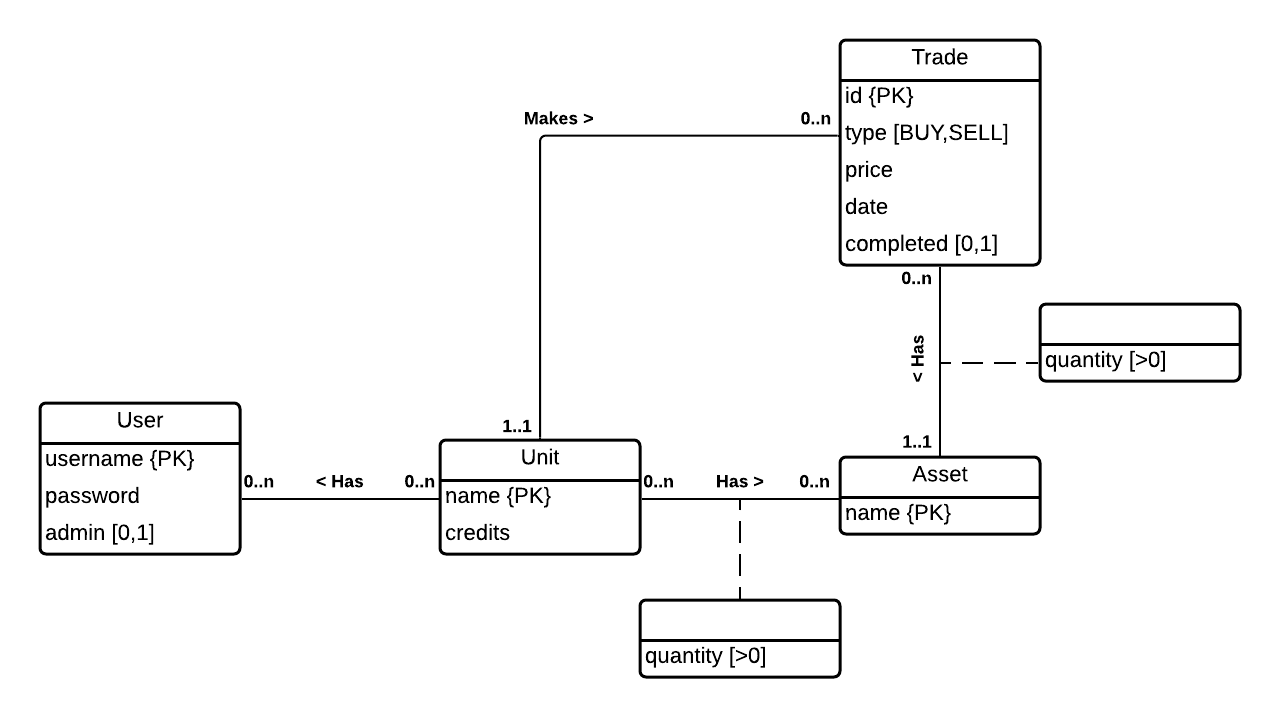 Trade
id {PK}
type [BUY,SELL]
price
date
completed [0,1]
Makes >
0..n
0..n
< Has
quantity [>0]
1..1
1..1
User
username {PK}
password
admin [0,1]
0..n
< Has
0..n
Unit
name {PK}
credits
0..n
Has >
0..n
Asset
name {PK}
quantity [>0]